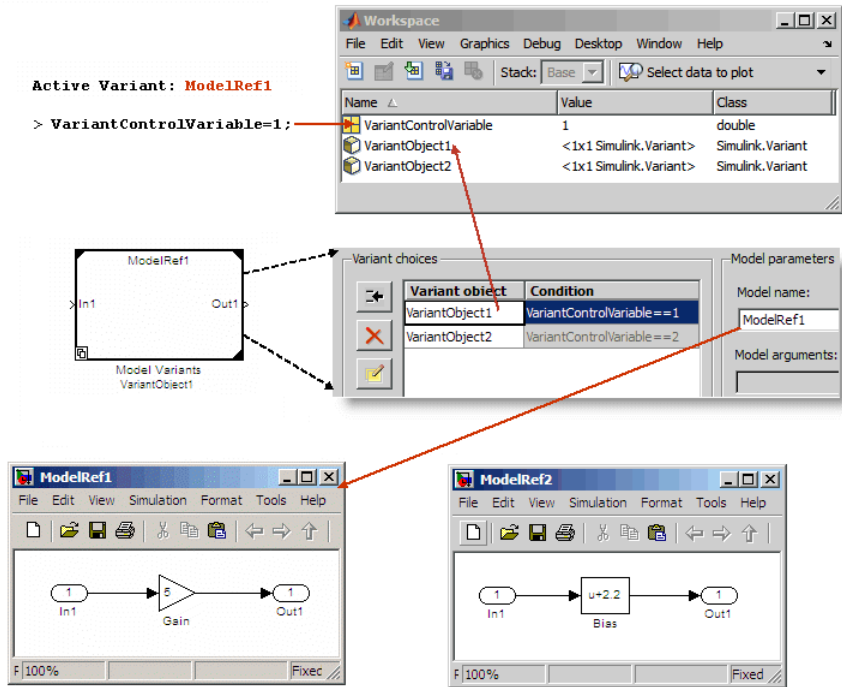 Workspace
File Edit View Graphics Debug Desktop Window Help
Stack: Base Select data to plot
Name Value Class
VariantControlVariable 1 double
VariantObject1 <1x1 Simulink.Variant> Simulink.Variant
VariantObject2 <1x1 Simulink.Variant> Simulink.Variant
Active Variant: ModelRef1
> VariantControlVariable=1;
ModelRef1
In1 Out1
Model Variants
VariantObject1
Variant choices
Variant object Condition
VariantObject1 VariantControlVariable==1
VariantObject2 VariantControlVariable==2
Model parameters
Model name:
ModelRef1
Model arguments:
ModelRef1
File Edit View Simulation Format Tools Help
1 5 1
In1 Gain Out1
F 100% Fixec
ModelRef2
File Edit View Simulation Format Tools Help
1 u+2.2 1
In1 Bias Out1
F 100% Fixed